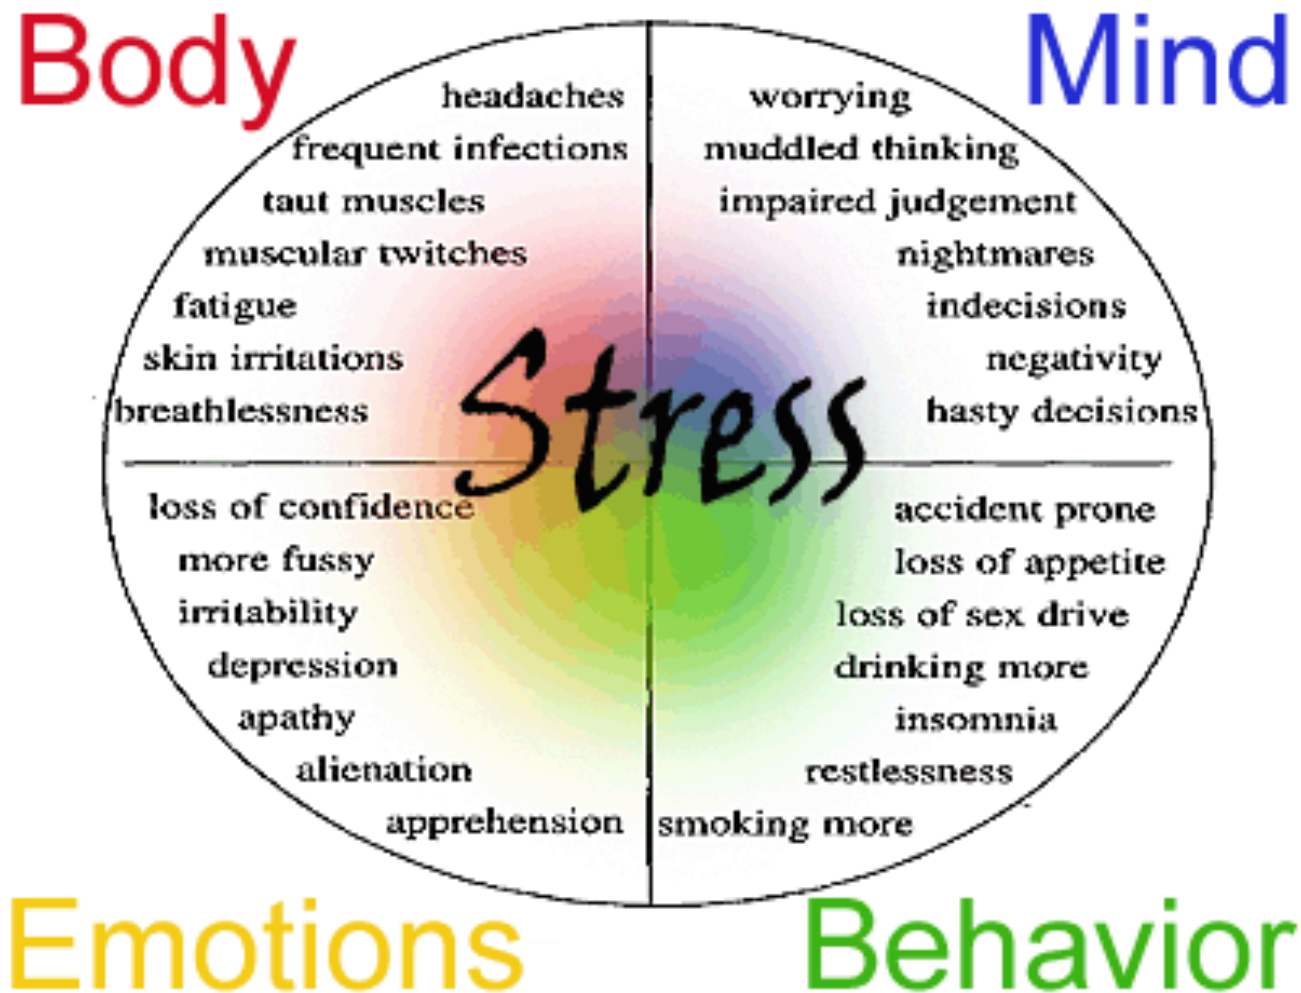 Body
headaches
frequent infections
taut muscles
muscular twitches
fatigue
skin irritations
breathlessness
Mind
worrying
muddled thinking
impaired judgement
nightmares
indecisions
negativity
hasty decisions
Stress
loss of confidence
more fussy
irritability
depression
apathy
alienation
apprehension
Emotions
accident prone
loss of appetite
loss of sex drive
drinking more
insomnia
restlessness
smoking more
Behavior